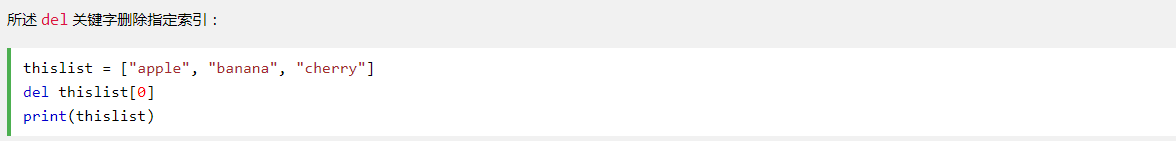 所述 del 关键字删除指定索引：
thislist = ["apple", "banana", "cherry"]
del thislist[0]
print(thislist)